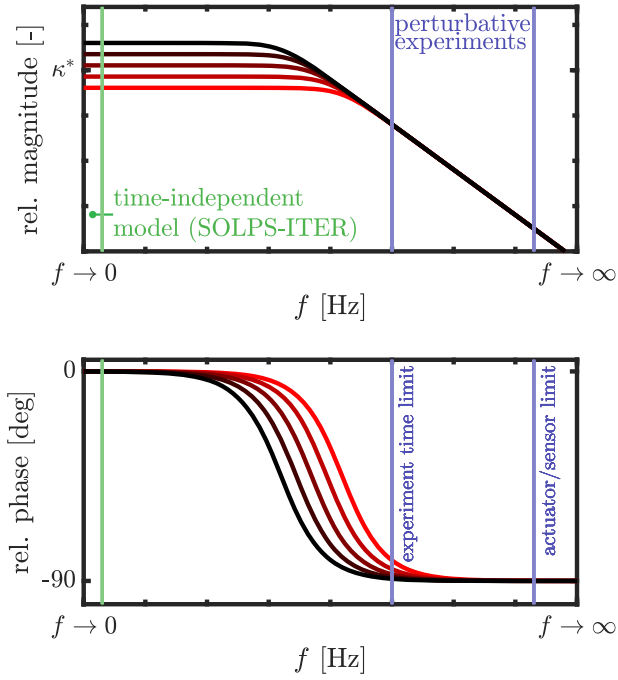 rel. magnitude [-]
κ*
perturbative
experiments
time-independent
model (SOLPS-ITER)
f → 0
f → ∞
f [Hz]
rel. phase [deg]
0
-90
experiment time limit
actuator/sensor limit
f → 0
f → ∞
f [Hz]